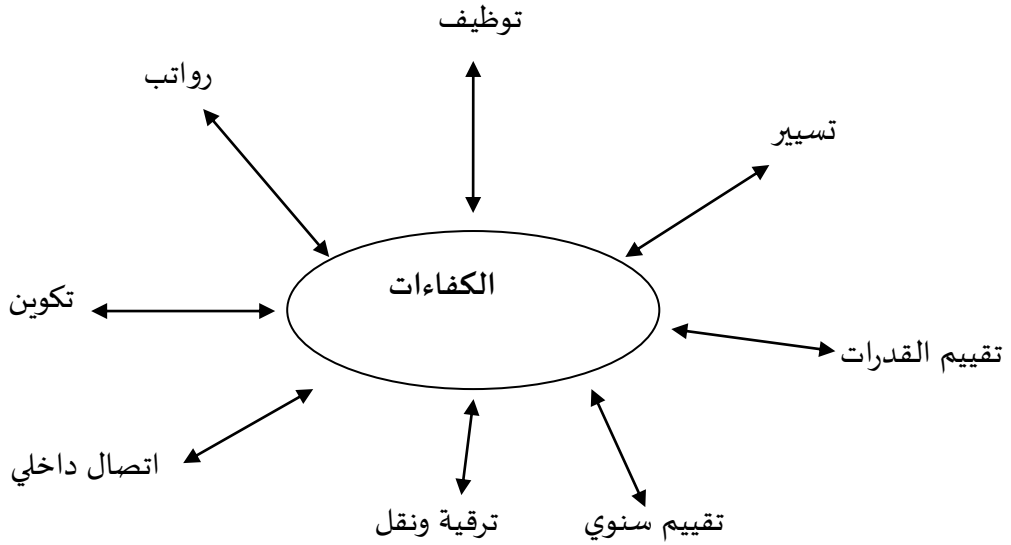 توظيف
رواتب
تسيير
الكفاءات
تكوين
تقييم القدرات
اتصال داخلي
ترقية ونقل
تقييم سنوي